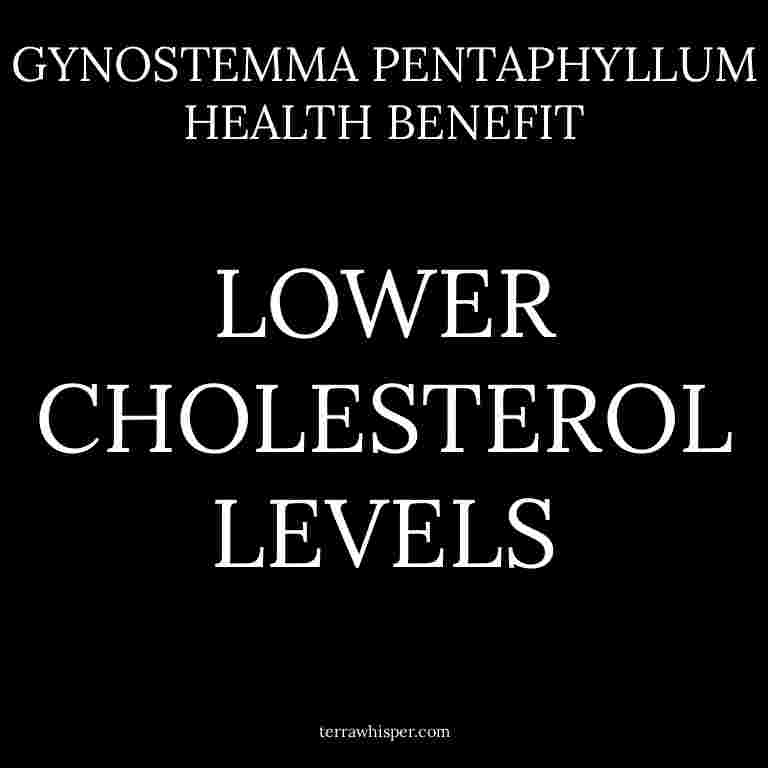 GYNOSTEMMA PENTAPHYLLUM
HEALTH BENEFIT
LOWER
CHOLESTEROL
LEVELS
terrawhisper.com